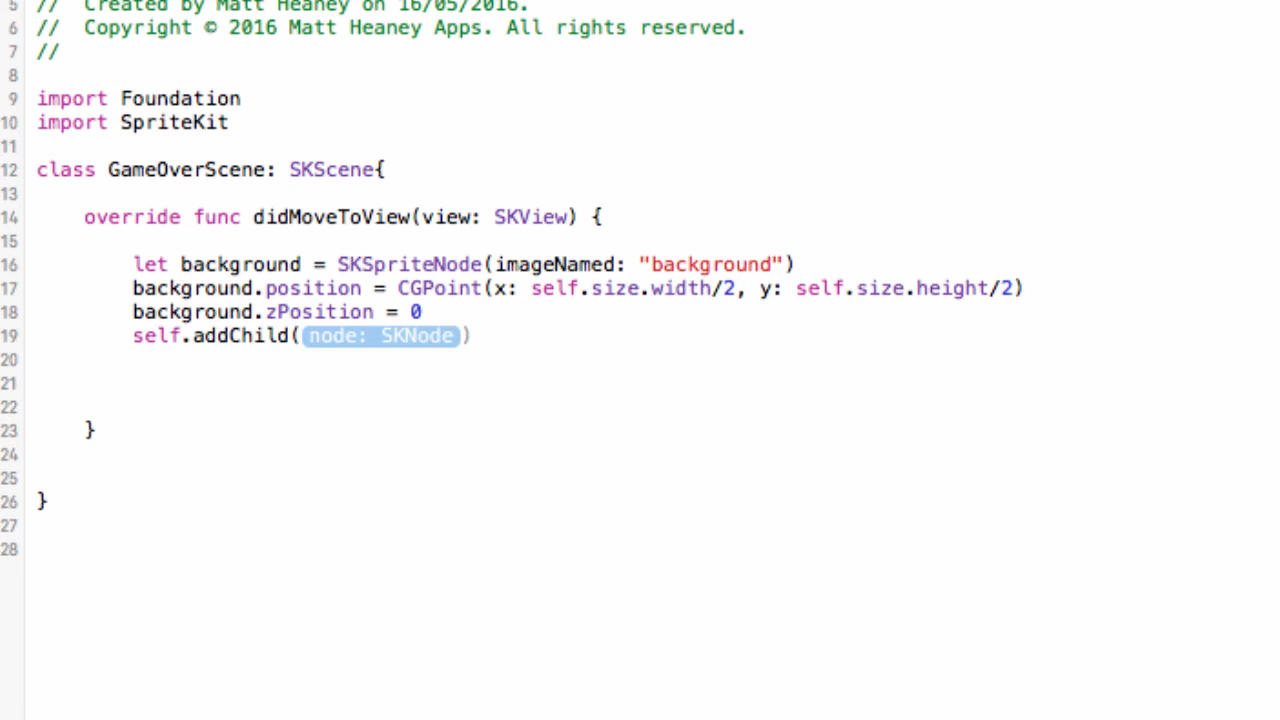 5 // Created by Matt Heaney on 16/05/2016.
6 // Copyright © 2016 Matt Heaney Apps. All rights reserved.
7 //
8
9 import Foundation
10 import SpriteKit
11
12 class GameOverScene: SKScene{
13
14 override func didMoveToView(view: SKView) {
15
16 let background = SKSpriteNode(imageNamed: "background")
17 background.position = CGPoint(x: self.size.width/2, y: self.size.height/2)
18 background.zPosition = 0
19 self.addChild(node: SKNode)
20
21
22
23 }
24
25
26 }
27
28